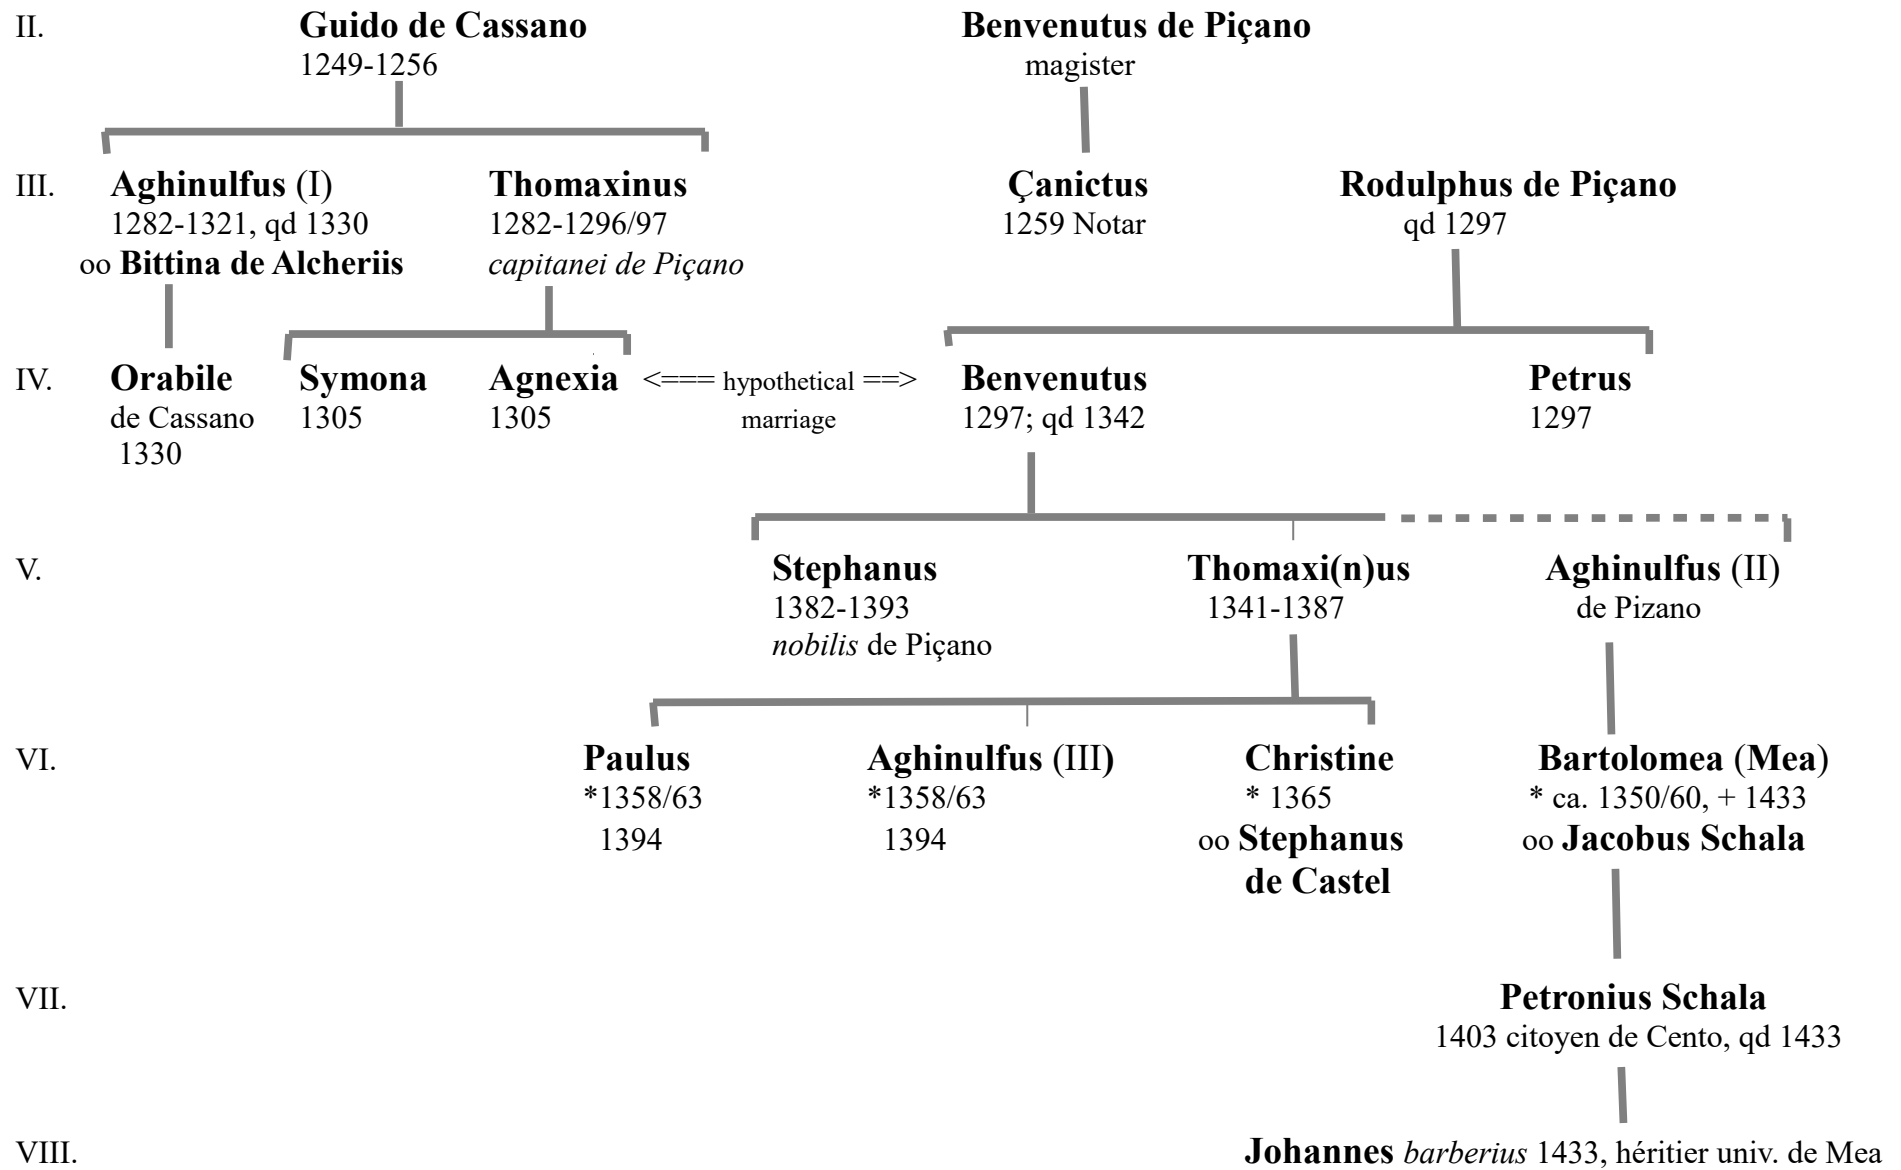 II. Guido de Cassano Benvenutus de Piçano
1249-1256 magister
III. Aghinulfus (I) Thomaxinus Çanictus Rodulphus de Piçano
1282-1321, qd 1330 1282-1296/97 1259 Notar qd 1297
oo Bittina de Alcheriis capitanei de Piçano
IV. Orabile Symona Agnexia <=== hypothetical ==> Benvenutus Petrus
de Cassano 1305 1305 marriage 1297; qd 1342 1297
1330
V. Stephanus Thomaxi(n)us Aghinulfus (II)
1382-1393 1341-1387 de Pizano
nobilis de Piçano
VI. Paulus Aghinulfus (III) Christine Bartolomea (Mea)
*1358/63 *1358/63 * 1365 * ca. 1350/60, + 1433
1394 1394 oo Stephanus oo Jacobus Schala
de Castel
VII. Petronius Schala
1403 citoyen de Cento, qd 1433
VIII. Johannes barberius 1433, héritier univ. de Mea